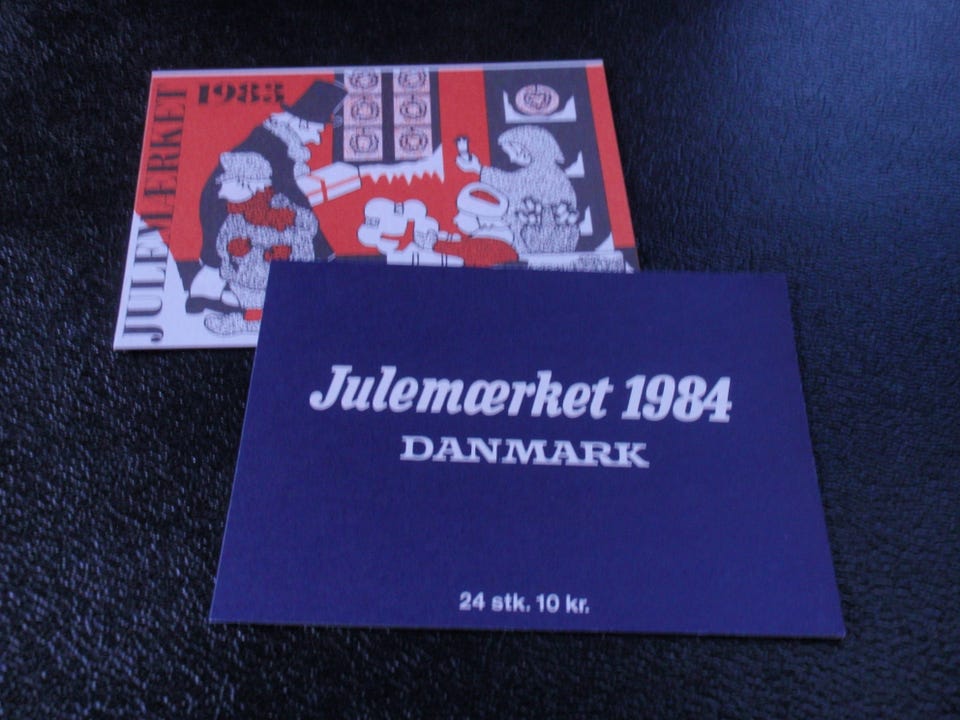 JULEMÆRKET
1983
Julemærket 1984
DANMARK
24 stk. 10 kr.